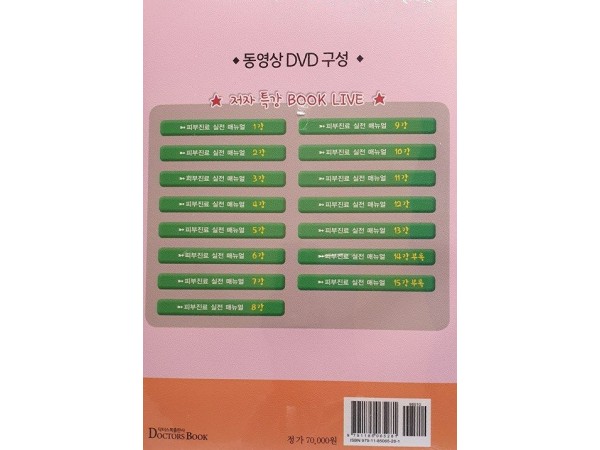 ◆동영상 DVD 구성 ◆
★ 저자 특강 BOOK LIVE ★
피부진료 실전 매뉴얼 1강
피부진료 실전 매뉴얼 2강
피부진료 실전 매뉴얼 3강
피부진료 실전 매뉴얼 4강
피부진료 실전 매뉴얼 5강
피부진료 실전 매뉴얼 6강
피부진료 실전 매뉴얼 7강
피부진료 실전 매뉴얼 8강
피부진료 실전 매뉴얼 9강
피부진료 실전 매뉴얼 10강
피부진료 실전 매뉴얼 11강
피부진료 실전 매뉴얼 12강
피부진료 실전 매뉴얼 13강
피부진료 실전 매뉴얼 14강 부록
피부진료 실전 매뉴얼 15강 부록
DOCTORS BOOK
정가 70,000원